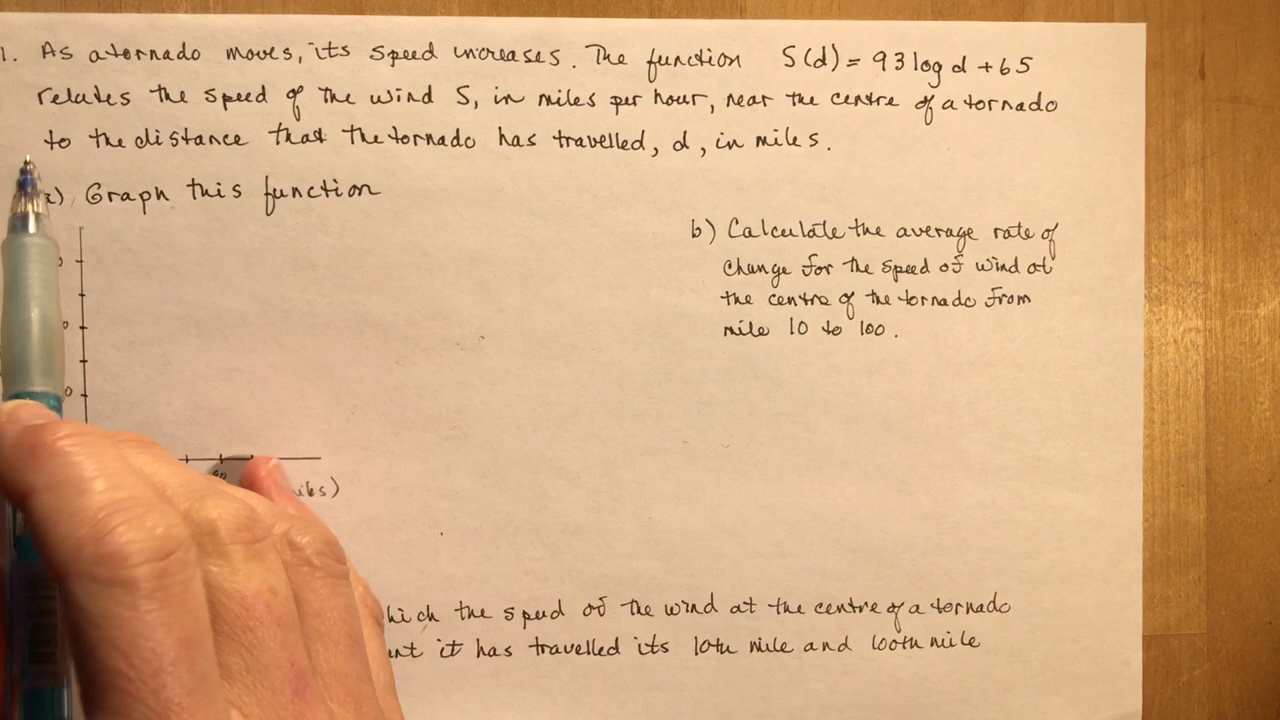 1. As a tornado moves, its speed increases. The function S(d) = 93 log d + 65
relates the speed of the wind S, in miles per hour, near the centre of a tornado
to the distance that the tornado has travelled, d, in miles.
a) Graph this function
b) Calculate the average rate of
change for the speed of wind at
the centre of the tornado from
mile 10 to 100.
the speed of the wind at the centre of a tornado
it has travelled its 10th mile and 100th mile